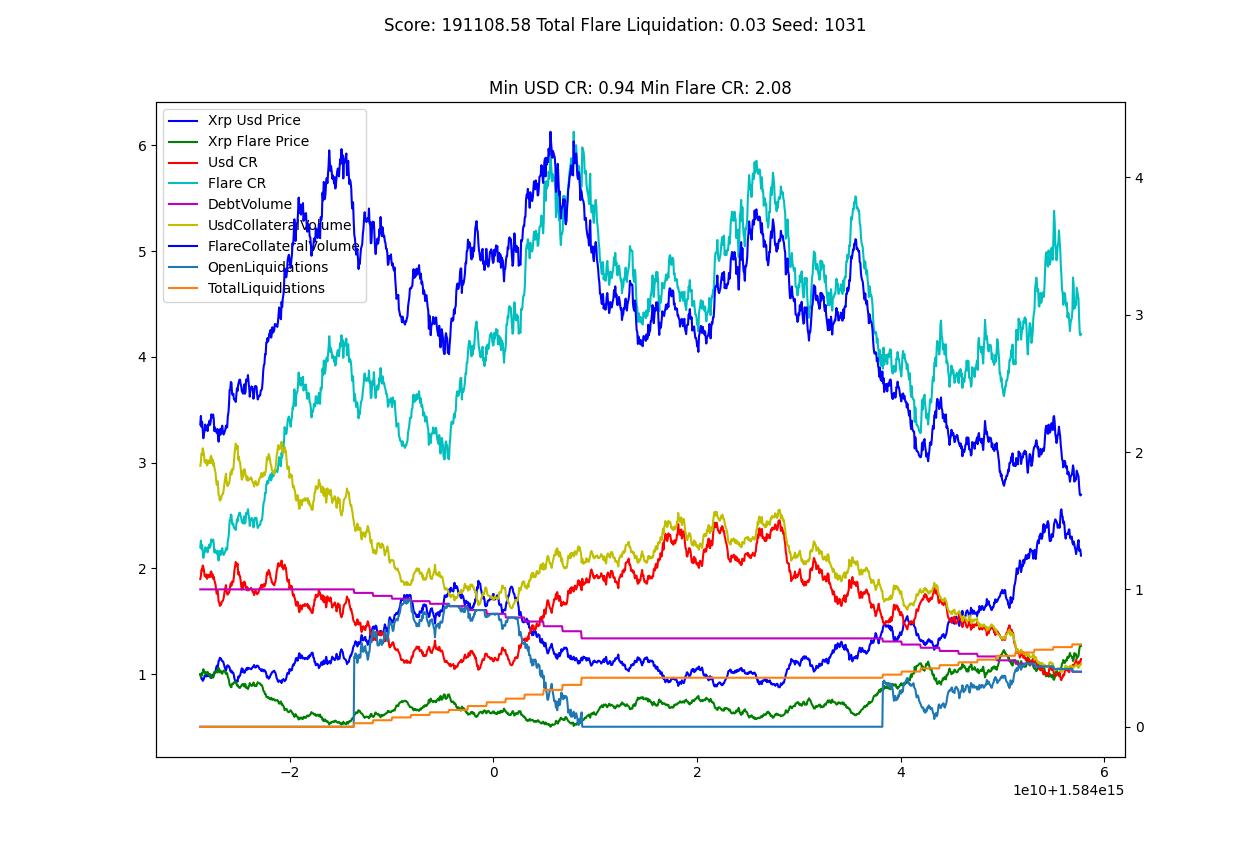 Score: 191108.58 Total Flare Liquidation: 0.03 Seed: 1031
Min USD CR: 0.94 Min Flare CR: 2.08
Xrp Usd Price
Xrp Flare Price
Usd CR
Flare CR
DebtVolume
UsdCollateralVolume
FlareCollateralVolume
OpenLiquidations
TotalLiquidations
6
5
4
3
2
1
4
3
2
1
0
−2
0
2
4
6
1e10+1.584e15